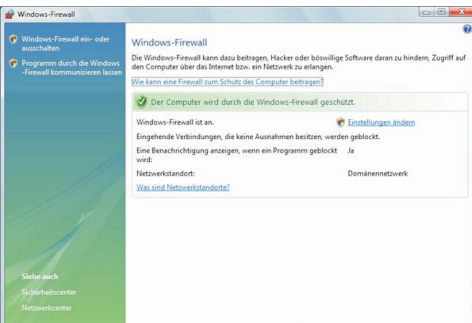 Windows-Firewall
Windows-Firewall ein- oder
ausschalten
Programm durch die Windows
-Firewall kommunizieren lassen
Siehe auch
Sicherheitscenter
Netzwerkcenter
Windows-Firewall
Die Windows-Firewall kann dazu beitragen, Hacker oder böswillige Software daran zu hindern, Zugriff auf
den Computer über das Internet bzw. ein Netzwerk zu erlangen.
Wie kann eine Firewall zum Schutz des Computer beitragen?
Der Computer wird durch die Windows-Firewall geschützt.
Windows-Firewall ist an. Einstellungen ändern
Eingehende Verbindungen, die keine Ausnahmen besitzen, werden geblockt.
Eine Benachrichtigung anzeigen, wenn ein Programm geblockt Ja
wird:
Netzwerkstandort: Domänennetzwerk
Was sind Netzwerkstandorte?